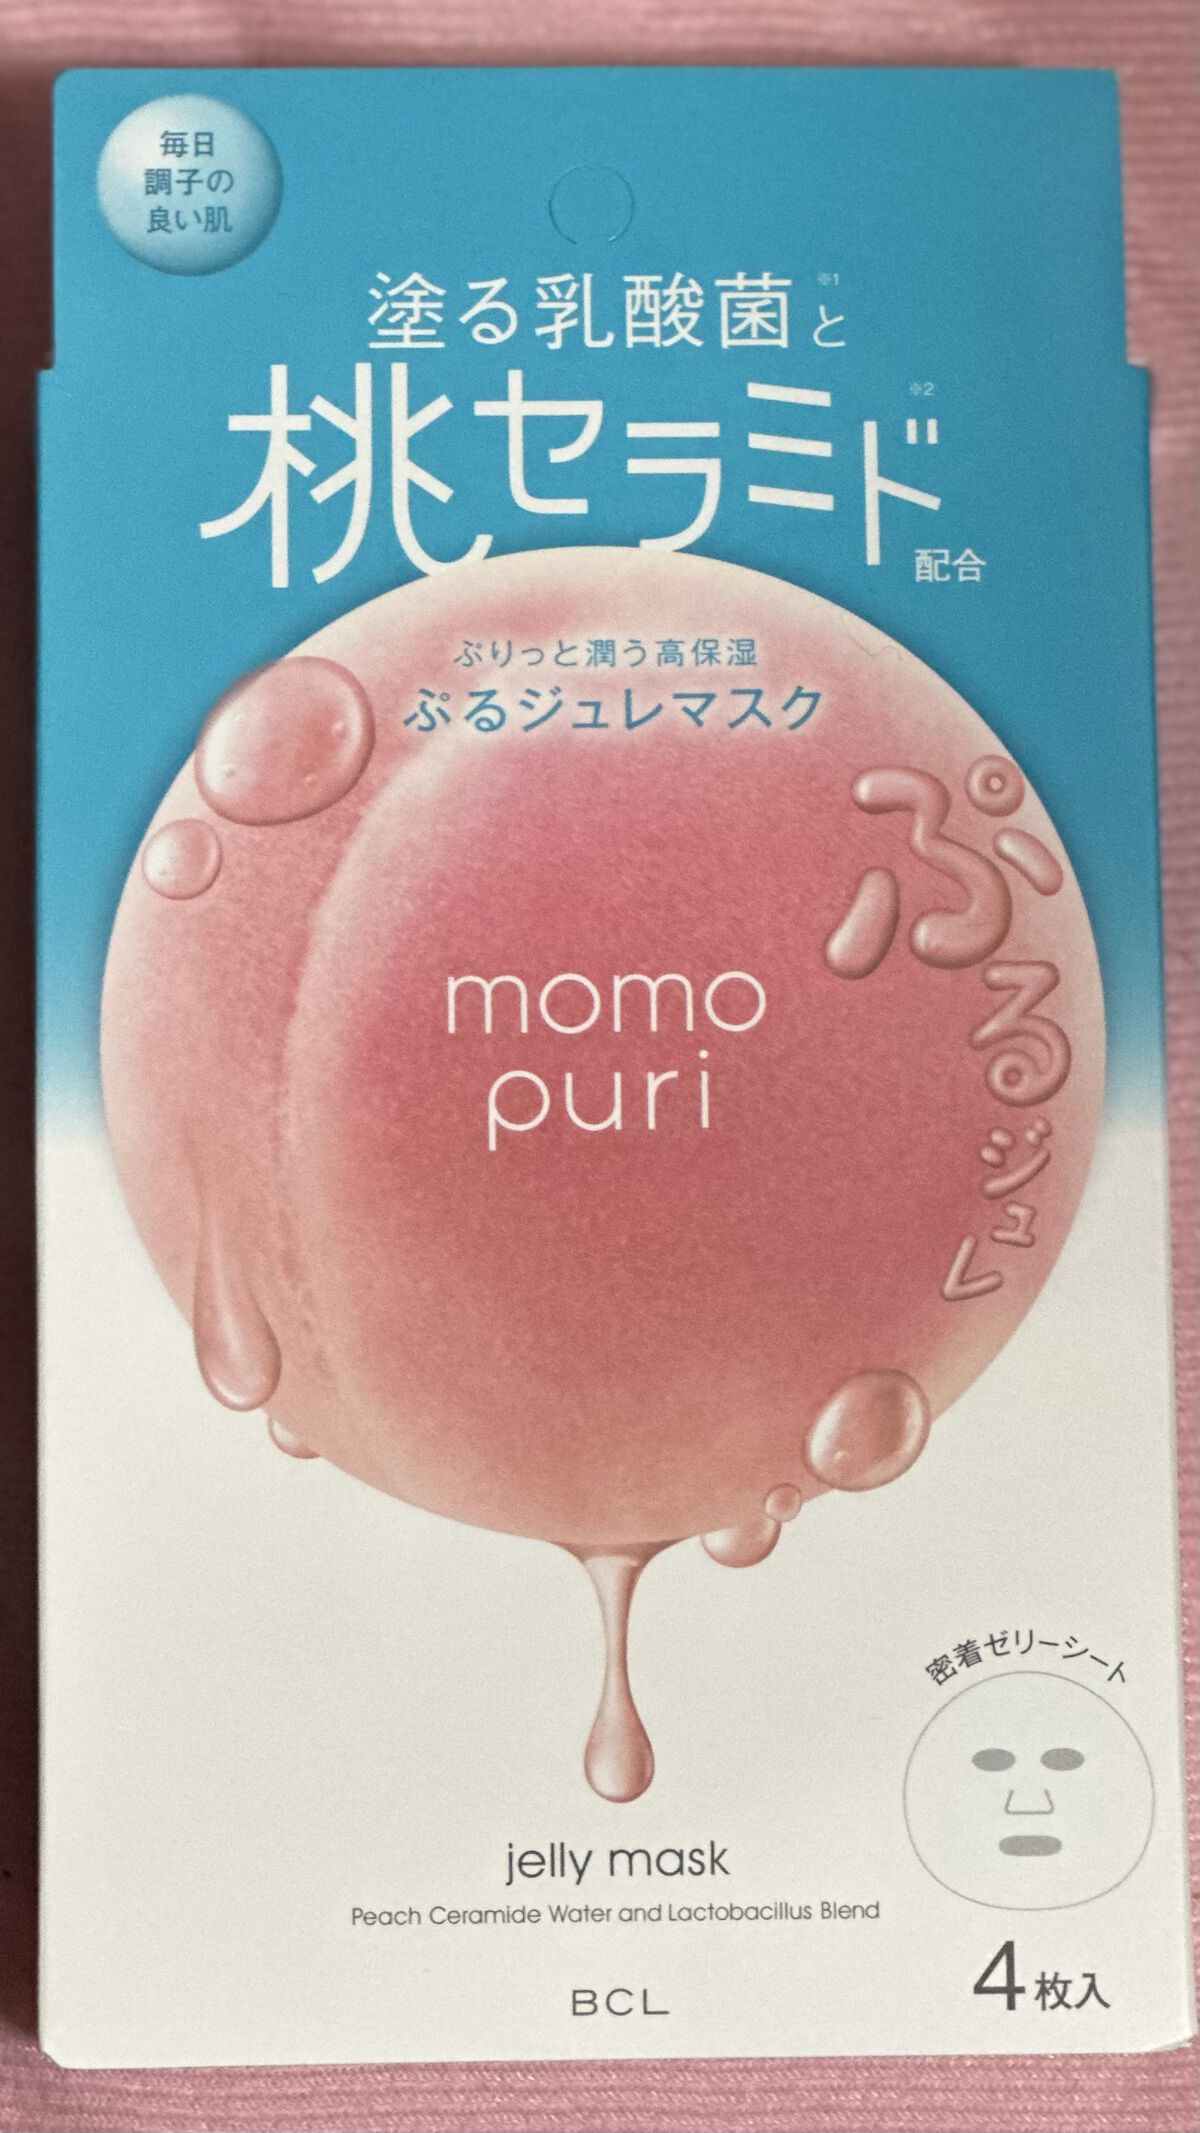 毎日
調子の
良い肌
塗る乳酸菌※1と
桃セラミド※2
配合
ぷりっと潤う高保湿
ぷるジュレマスク
ぷるジュレ
momo
puri
密着ゼリーシート
jelly mask
Peach Ceramide Water and Lactobacillus Blend
BCL
4枚入